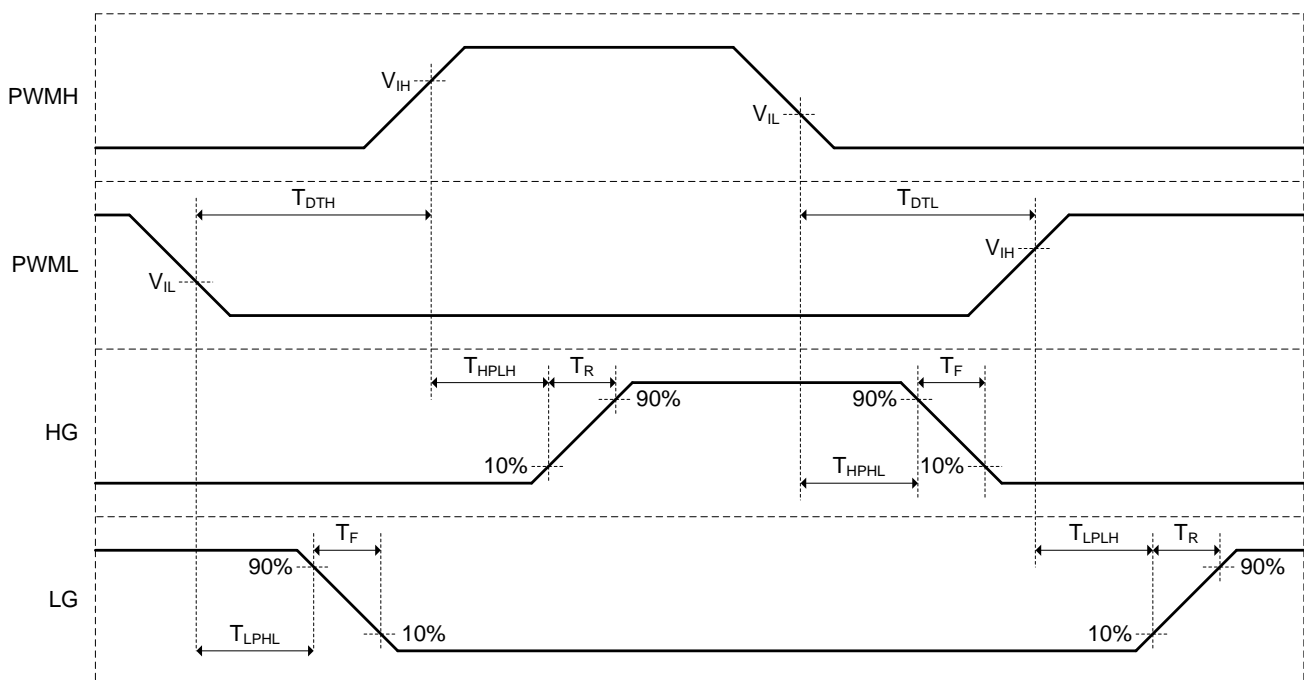 PWMH
V_IH
V_IL
PWML
T_DTH
T_DTL
V_IL
V_IH
HG
T_HPLH
T_R
T_F
90%
90%
10%
T_HPHL
10%
LG
T_F
T_LPLH
T_R
90%
90%
T_LPHL
10%
10%